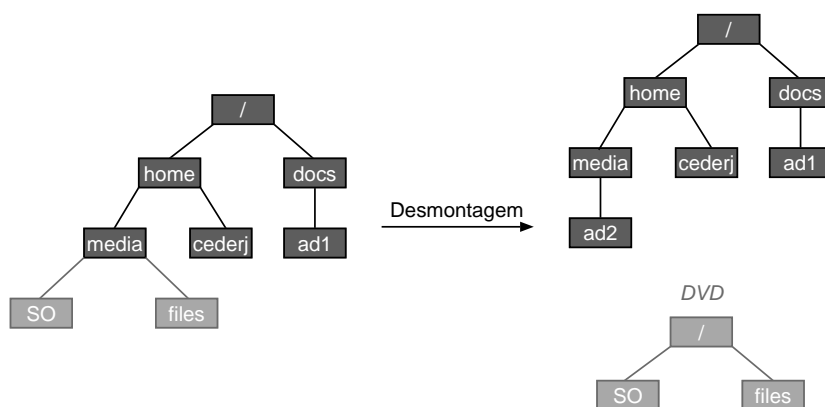 /
home docs
media cederj ad1
SO files
Desmontagem
/
home docs
media cederj ad1
ad2
DVD
/
SO files